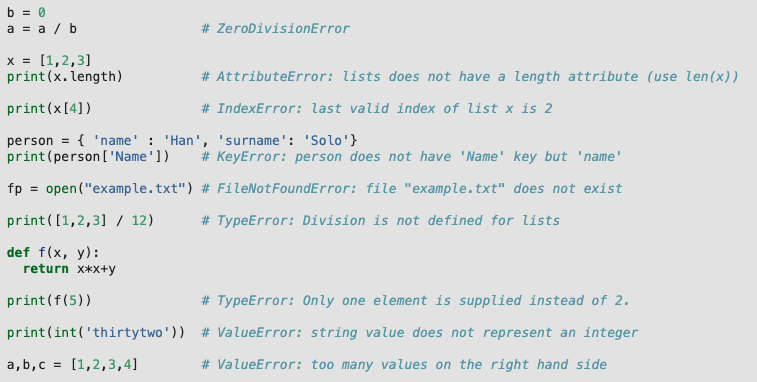 b = 0
a = a / b # ZeroDivisionError
x = [1,2,3]
print(x.length) # AttributeError: lists does not have a length attribute (use len(x))
print(x[4]) # IndexError: last valid index of list x is 2
person = { 'name' : 'Han', 'surname': 'Solo'}
print(person['Name']) # KeyError: person does not have 'Name' key but 'name'
fp = open("example.txt") # FileNotFoundError: file "example.txt" does not exist
print([1,2,3] / 12) # TypeError: Division is not defined for lists
def f(x, y):
  return x*x+y
print(f(5)) # TypeError: Only one element is supplied instead of 2.
print(int('thirtytwo')) # ValueError: string value does not represent an integer
a,b,c = [1,2,3,4] # ValueError: too many values on the right hand side